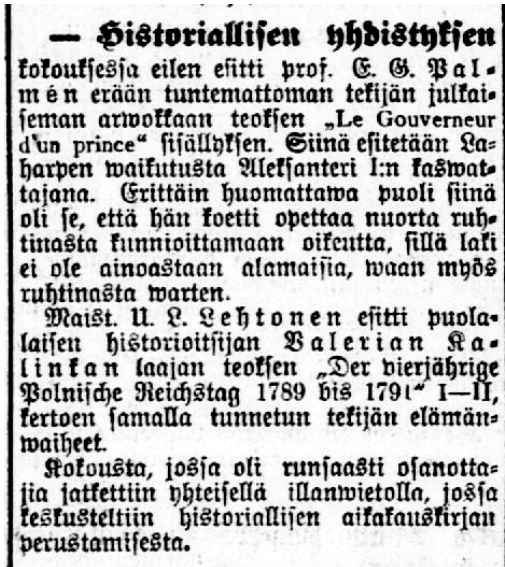 — Historiallisen yhdistyksen
kokouksessa eilen esitti prof. E. G. Pal-
mén erään tuntemattoman tekijän julkai-
seman arwokkaan teoksen „Le Gouverneur
d'un prince“ sisällyksen. Siinä esitetään La-
harpen waikutusta Aleksanteri I:n kaswat-
tajana. Erittäin huomattawa puoli siinä
oli se, että hän koetti opettaa nuorta ruh-
tinasta kunnioittamaan oikeutta, sillä laki
ei ole ainoastaan alamaisia, waan myös
ruhtinasta warten.
Maist. U. L. Lehtonen esitti puola-
laisen historioitsijan Valerian Ka-
linkan laajan teoksen „Der vierjährige
Polnische Reichstag 1789 bis 1791“ I—II,
kertoen samalla tunnetun tekijän elämän-
waiheet.
Kokousta, jossa oli runsaasti osanotta-
jia jatkettiin yhteisellä illanwietolla, jossa
keskusteltiin historiallisen aikakauskirjan
perustamisesta.